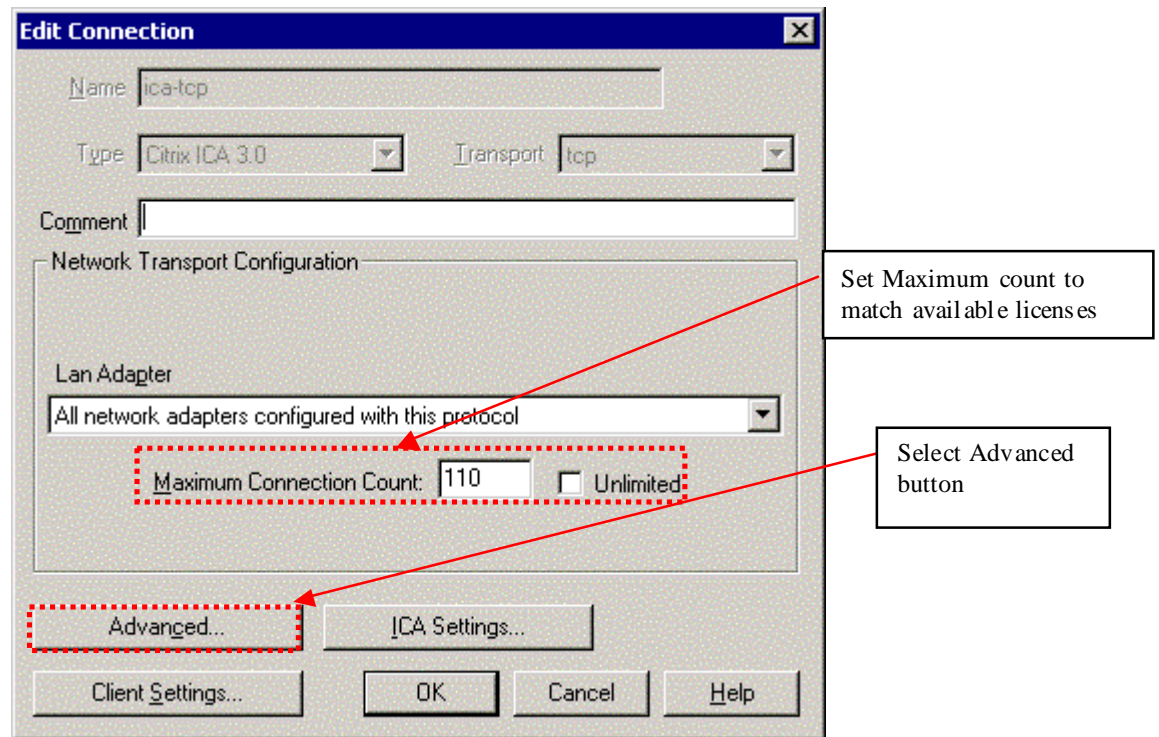 Edit Connection
Name ica-tcp
Type Citrix ICA 3.0 Transport tcp
Comment
Network Transport Configuration
Set Maximum count to
match available licenses
Lan Adapter
All network adapters configured with this protocol
Select Advanced
button
Maximum Connection Count: 110 Unlimited
Advanced... ICA Settings...
Client Settings... OK Cancel Help